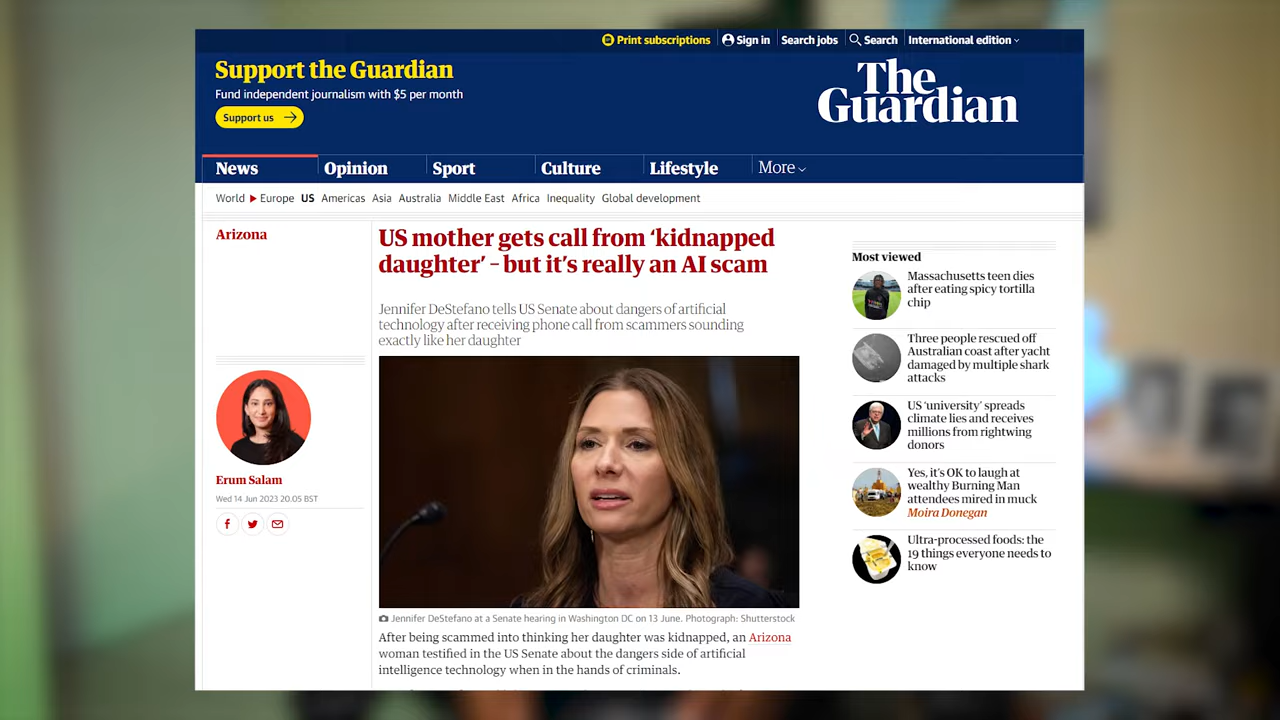 Print subscriptions
Sign in
Search jobs
Search
International edition
Support the Guardian
Fund independent journalism with $5 per month
Support us
The
Guardian
News
Opinion
Sport
Culture
Lifestyle
More
World
Europe
US
Americas
Asia
Australia
Middle East
Africa
Inequality
Global development
Arizona
US mother gets call from ‘kidnapped
daughter’ – but it’s really an AI scam
Jennifer DeStefano tells US Senate about dangers of artificial
technology after receiving phone call from scammers sounding
exactly like her daughter
Erum Salam
Wed 14 Jun 2023 20.05 BST
Jennifer DeStefano at a Senate hearing in Washington DC on 13 June. Photograph: Shutterstock
After being scammed into thinking her daughter was kidnapped, an Arizona
woman testified in the US Senate about the dangers side of artificial
intelligence technology when in the hands of criminals.
Most viewed
Massachusetts teen dies
after eating spicy tortilla
chip
Three people rescued off
Australian coast after yacht
damaged by multiple shark
attacks
US ‘university’ spreads
climate lies and receives
millions from rightwing
donors
Yes, it’s OK to laugh at
wealthy Burning Man
attendees mired in muck
Moira Donegan
Ultra-processed foods: the
19 things everyone needs to
know